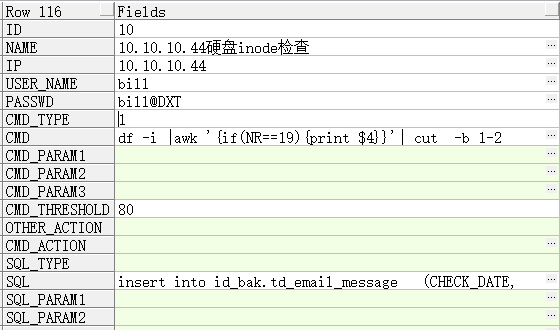 Row 116 Fields
ID 10
NAME 10.10.10.44硬盘inode检查
IP 10.10.10.44
USER_NAME bill
PASSWD bill@DXT
CMD_TYPE 1
CMD df -i |awk '{if(NR==19){print $4}}'| cut -b 1-2
CMD_PARAM1
CMD_PARAM2
CMD_PARAM3
CMD_THRESHOLD 80
OTHER_ACTION
CMD_ACTION
SQL_TYPE
SQL insert into id_bak.td_email_message (CHECK_DATE,
SQL_PARAM1
SQL_PARAM2